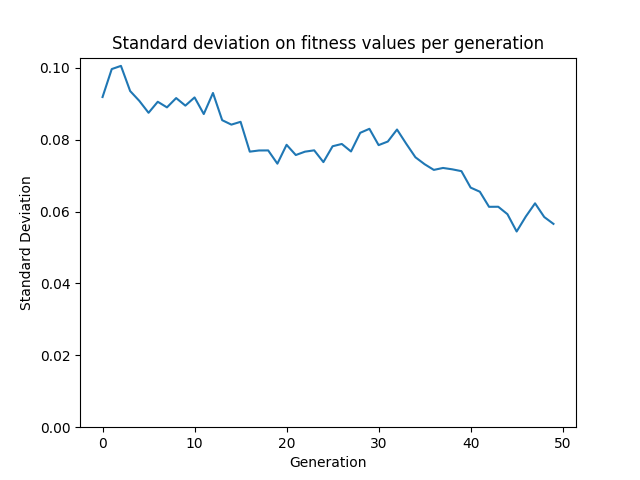 Standard deviation on fitness values per generation
0.10
0.08
0.06
0.04
0.02
0.00
Standard Deviation
0 10 20 30 40 50
Generation